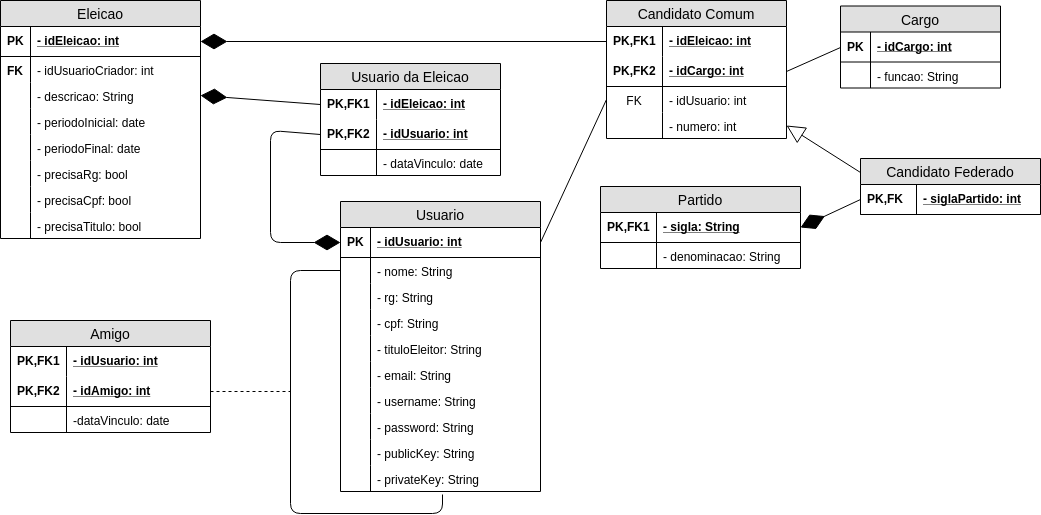 Eleicao
PK - idEleicao: int
FK - idUsuarioCriador: int
- descricao: String
- periodoInicial: date
- periodoFinal: date
- precisaRg: bool
- precisaCpf: bool
- precisaTitulo: bool
Usuario da Eleicao
PK,FK1 - idEleicao: int
PK,FK2 - idUsuario: int
- dataVinculo: date
Candidato Comum
PK,FK1 - idEleicao: int
PK,FK2 - idCargo: int
FK - idUsuario: int
- numero: int
Cargo
PK - idCargo: int
- funcao: String
Candidato Federado
PK,FK - siglaPartido: int
Partido
PK,FK1 - sigla: String
- denominacao: String
Usuario
PK - idUsuario: int
- nome: String
- rg: String
- cpf: String
- tituloEleitor: String
- email: String
- username: String
- password: String
- publicKey: String
- privateKey: String
Amigo
PK,FK1 - idUsuario: int
PK,FK2 - idAmigo: int
-dataVinculo: date